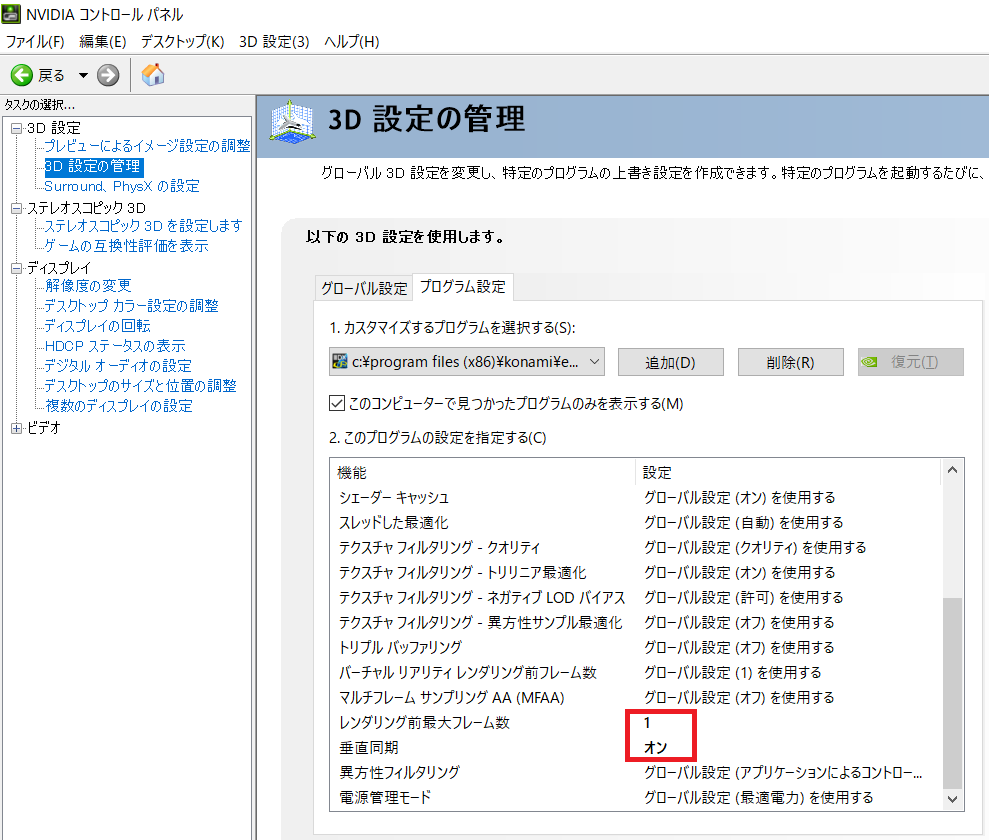 NVIDIA コントロール パネル
ファイル(F) 編集(E) デスクトップ(K) 3D 設定(3) ヘルプ(H)
戻る
タスクの選択...
3D 設定
プレビューによるイメージ設定の調整
3D 設定の管理
Surround、PhysX の設定
ステレオスコピック 3D
ステレオスコピック 3D を設定します
ゲームの互換性評価を表示
ディスプレイ
解像度の変更
デスクトップ カラー設定の調整
ディスプレイの回転
HDCP ステータスの表示
デジタル オーディオの設定
デスクトップのサイズと位置の調整
複数のディスプレイの設定
ビデオ
3D 設定の管理
グローバル 3D 設定を変更し、特定のプログラムの上書き設定を作成できます。特定のプログラムを起動するたびに、
以下の 3D 設定を使用します。
グローバル設定 プログラム設定
1. カスタマイズするプログラムを選択する(S):
c:¥program files (x86)¥konami¥e... 追加(D) 削除(R) 復元(T)
このコンピューターで見つかったプログラムのみを表示する(M)
2. このプログラムの設定を指定する(C)
機能 設定
シェーダー キャッシュ グローバル設定 (オン) を使用する
スレッドした最適化 グローバル設定 (自動) を使用する
テクスチャ フィルタリング - クオリティ グローバル設定 (クオリティ) を使用する
テクスチャ フィルタリング - トリリニア最適化 グローバル設定 (オン) を使用する
テクスチャ フィルタリング - ネガティブ LOD バイアス グローバル設定 (許可) を使用する
テクスチャ フィルタリング - 異方性サンプル最適化 グローバル設定 (オフ) を使用する
トリプル バッファリング グローバル設定 (オフ) を使用する
バーチャル リアリティ レンダリング前フレーム数 グローバル設定 (1) を使用する
マルチフレーム サンプリング AA (MFAA) グローバル設定 (オフ) を使用する
レンダリング前最大フレーム数 1
垂直同期 オン
異方性フィルタリング グローバル設定 (アプリケーションによるコントロー...
電源管理モード グローバル設定 (最適電力) を使用する